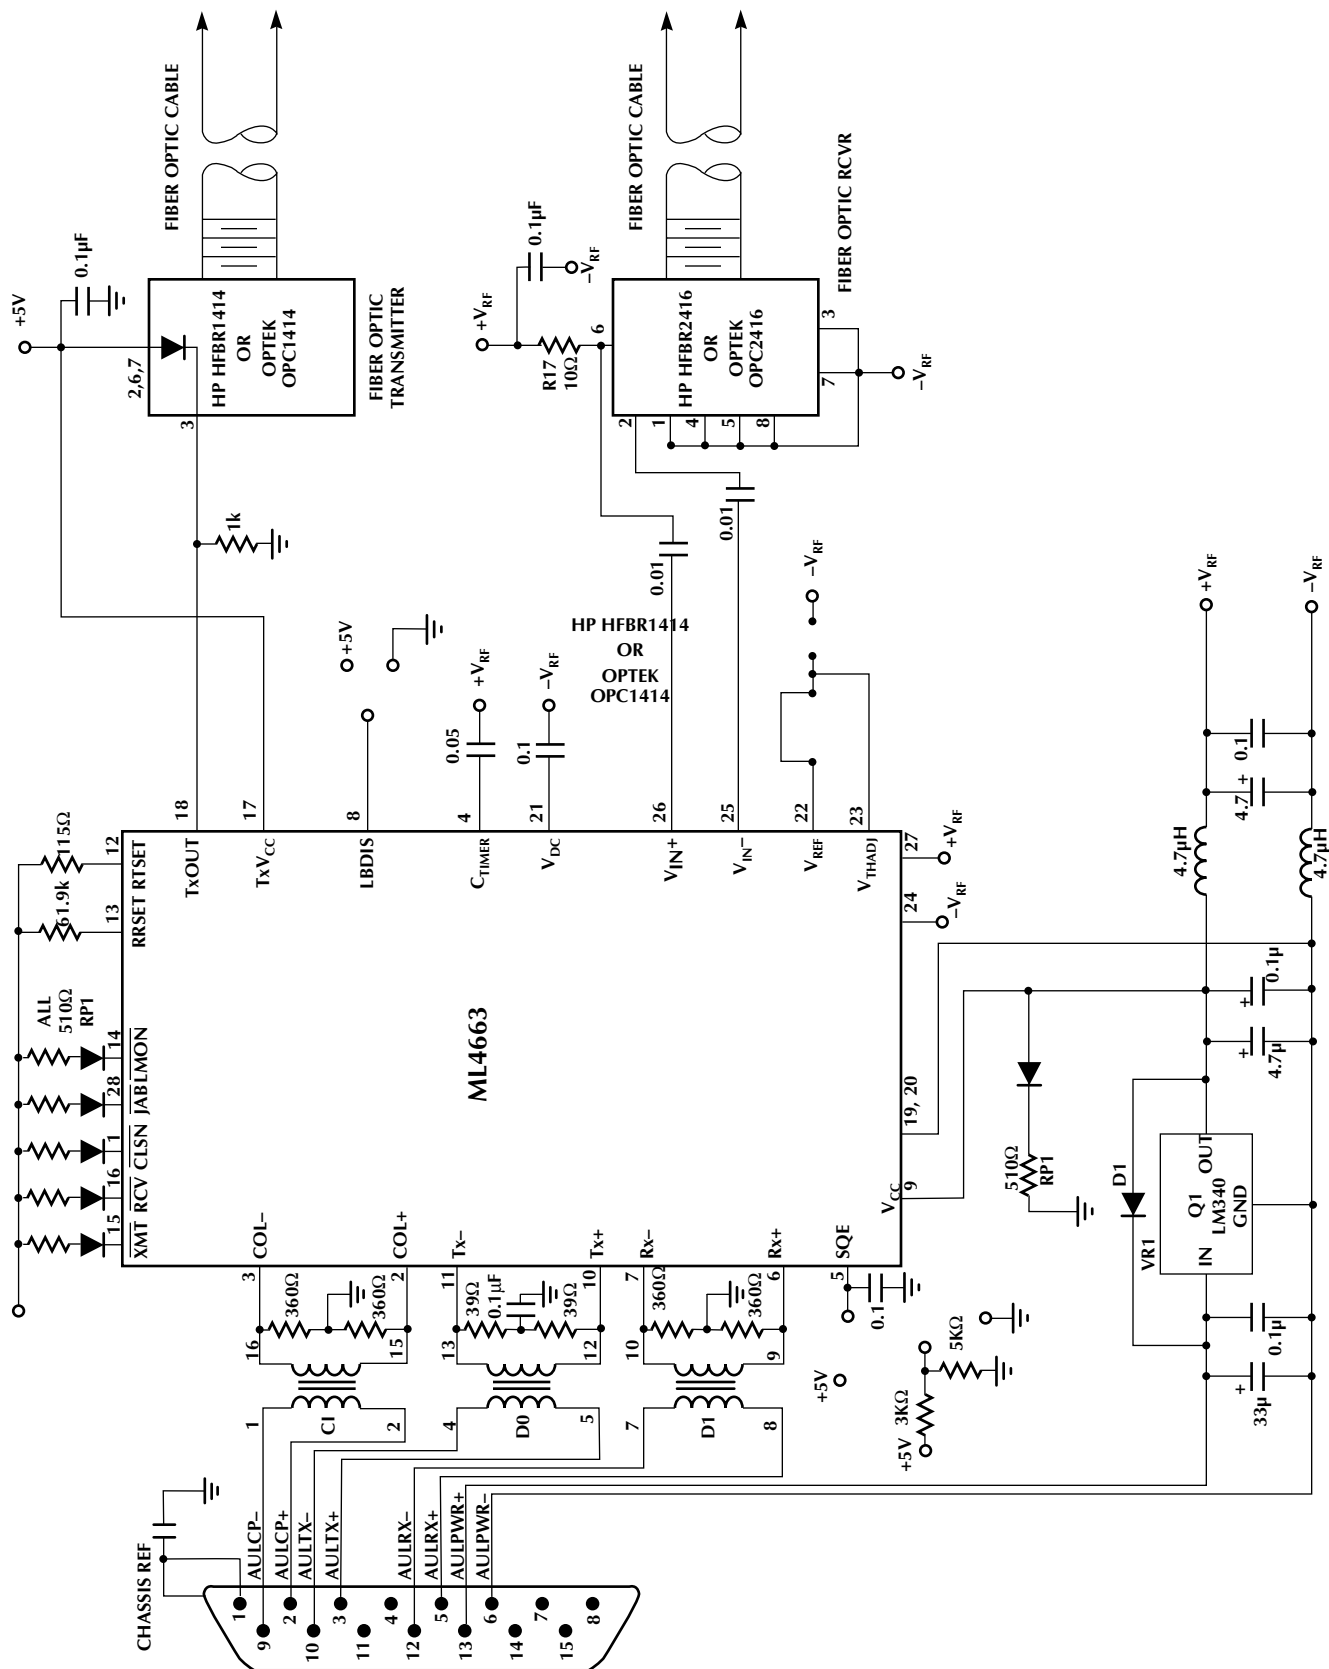 CHASSIS REF
1
2
3
4
5
6
7
8
9
10
11
12
13
14
15
AULCP–
AULCP+
AULTX–
AULTX+
AULRX–
AULRX+
AULPWR+
AULPWR–
1
CI
2
4
D0
5
7
D1
8
16
15
13
12
10
9
360Ω
360Ω
39Ω
0.1µF
39Ω
360Ω
360Ω
3
2
11
10
7
6
5
COL–
COL+
Tx–
Tx+
Rx–
Rx+
SQE
0.1
+5V
+5V
3KΩ
5KΩ
ML4663
XMT
RCV
CLSN
JABLMON
RRSET
RTSET
15
16
1
28
14
13
12
ALL
510Ω
RP1
61.9k
115Ω
TxOUT
TxVCC
LBDIS
CTIMER
VDC
VIN+
VIN–
VREF
VTHADJ
18
17
8
4
21
26
25
22
23
VCC
9
19, 20
24
27
–VRF
+VRF
+5V
0.1µF
2,6,7
3
HP HFBR1414
OR
OPTEK
OPC1414
FIBER OPTIC
TRANSMITTER
FIBER OPTIC CABLE
1k
+5V
0.05
+VRF
0.1
–VRF
HP HFBR1414
OR
OPTEK
OPC1414
0.01
0.01
–VRF
+VRF
0.1µF
–VRF
R17
10Ω
6
2
1
4
5
8
7
3
HP HFBR2416
OR
OPTEK
OPC2416
FIBER OPTIC RCVR
FIBER OPTIC CABLE
–VRF
510Ω
RP1
VR1
D1
IN
Q1
LM340
GND
OUT
33µ
+
0.1µ
4.7µ
+
0.1µ
+
4.7µH
4.7µH
4.7
+
0.1
+VRF
–VRF